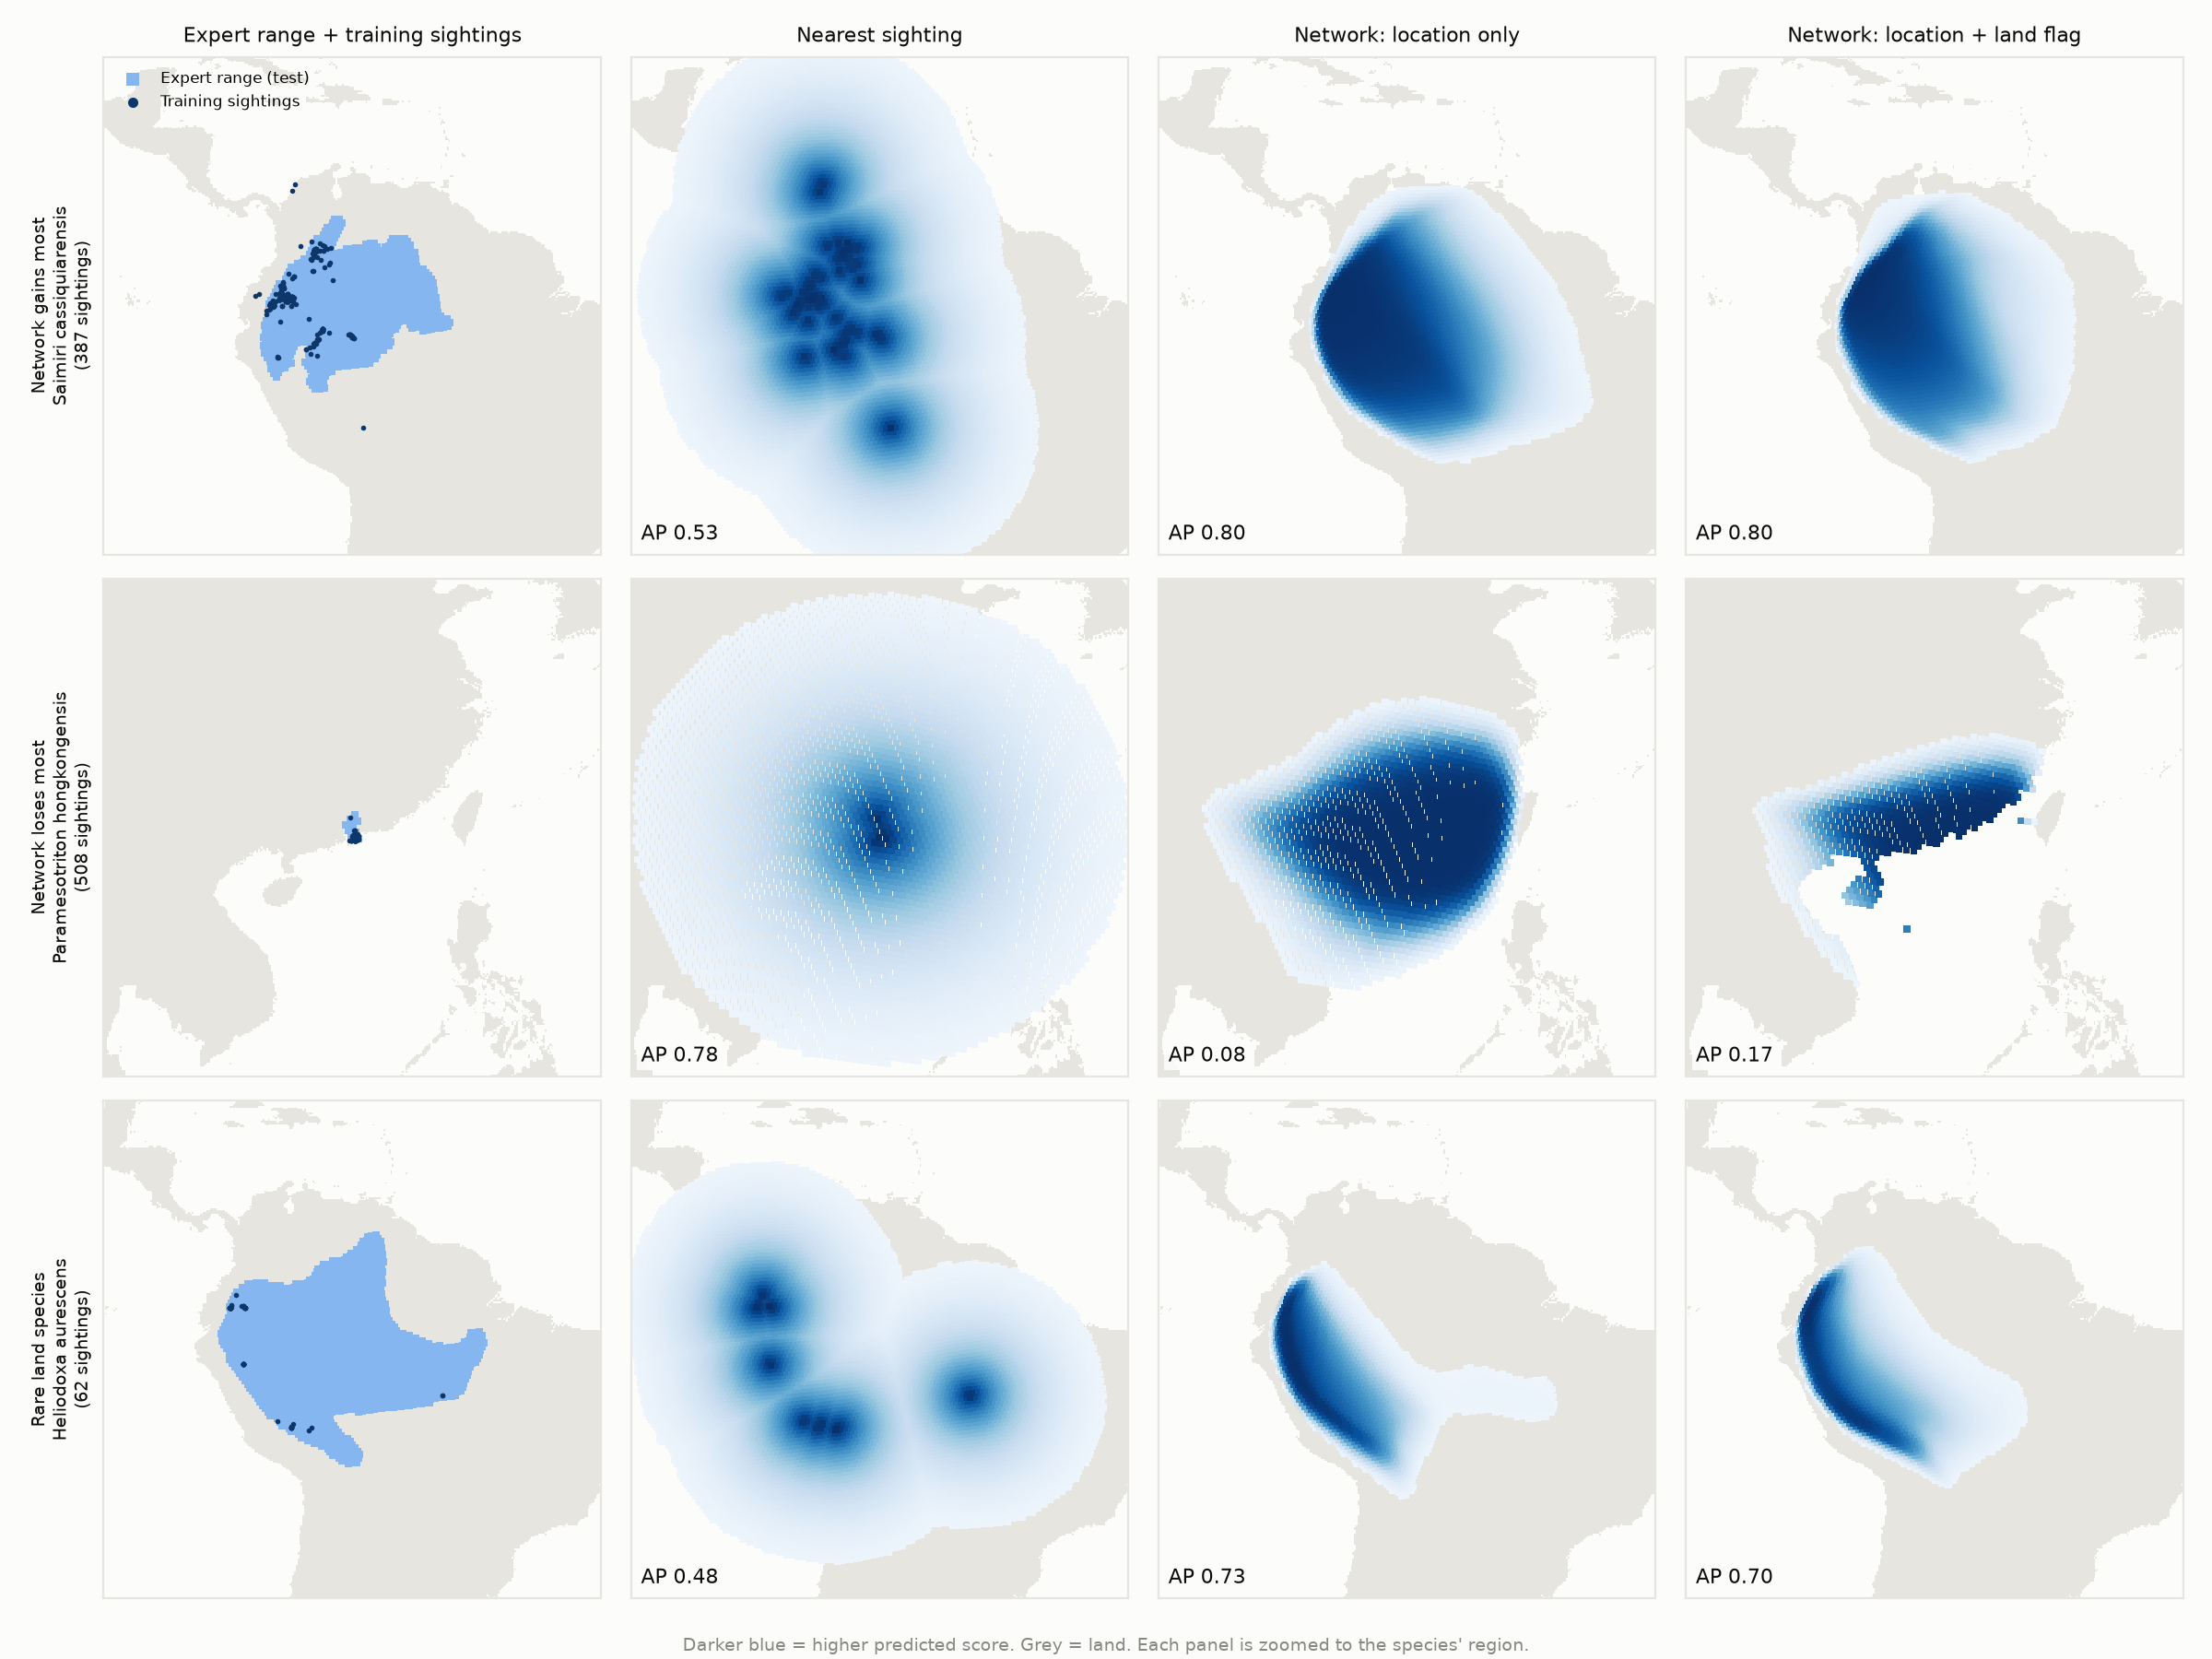 Expert range + training sightings
Nearest sighting
Network: location only
Network: location + land flag
Expert range (test)
Training sightings
Network gains most
Saimiri cassiquiarensis
(387 sightings)
AP 0.53
AP 0.80
AP 0.80
Network loses most
Paramesotriton hongkongensis
(508 sightings)
AP 0.78
AP 0.08
AP 0.17
Rare land species
Heliodoxa aurescens
(62 sightings)
AP 0.48
AP 0.73
AP 0.70
Darker blue = higher predicted score. Grey = land. Each panel is zoomed to the species' region.